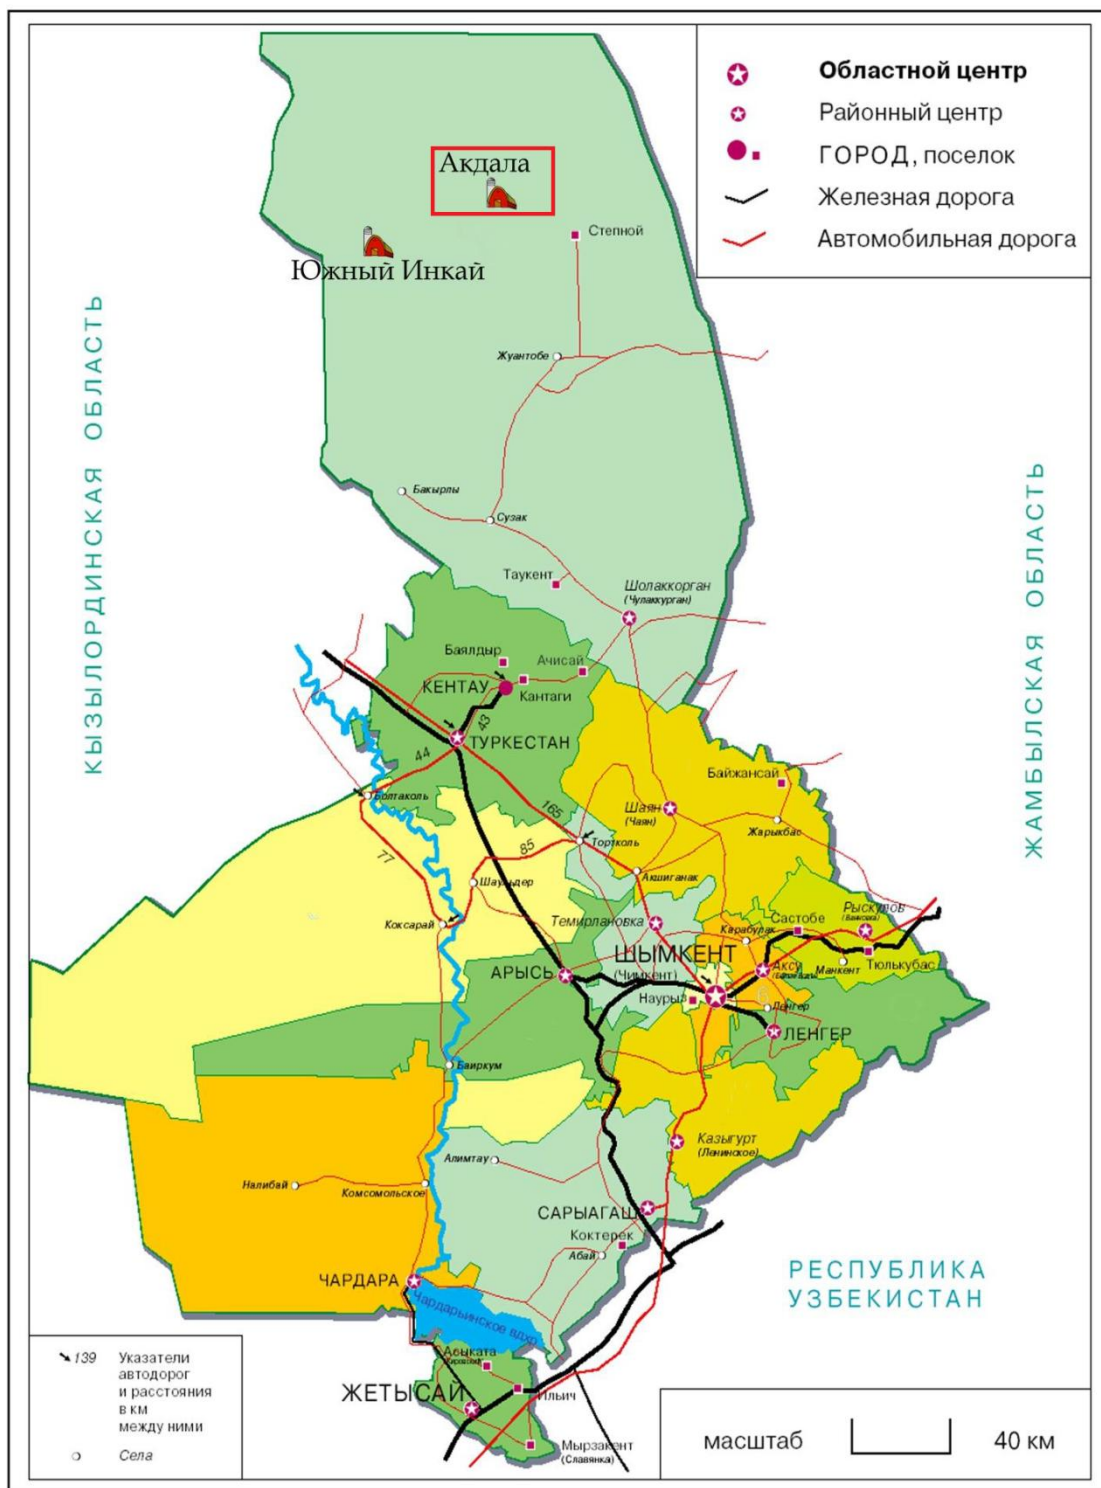 Областной центр
Районный центр
ГОРОД, поселок
Железная дорога
Автомобильная дорога
Акдала
Южный Инкай
Степной
Жуантобе
КЫЗЫЛОРДИНСКАЯ ОБЛАСТЬ
ЖАМБЫЛСКАЯ ОБЛАСТЬ
Бакырлы
Сузак
Таукент
Шолаккорган
(Чулаккурган)
Баялдыр
Ачисай
КЕНТАУ
Кантаги
43
ТУРКЕСТАН
44
Байжансай
Болтаколь
165
Шаян
(Чаян)
Жарыкбас
77
85
Тортколь
Шаульдер
Акшиганак
Коксарай
Темирлановка
Састобе
Рыскулов
(Ванновка)
Карабулак
ШЫМКЕНТ
(Чимкент)
АРЫСЬ
Аксу
Манкент
Тюлькубас
Наурыз
Ленгер
ЛЕНГЕР
Баиркум
Казыгурт
(Ленинское)
Алимтау
Налибай
Комсомольское
САРЫАГАШ
Коктерек
Абай
ЧАРДАРА
РЕСПУБЛИКА
УЗБЕКИСТАН
Чардарьинское вдхр
Асыката
ЖЕТЫСАЙ
Ильич
Мырзакент
(Славянка)
139 Указатели
автодорог
и расстояния
в км
между ними
Села
масштаб 40 км